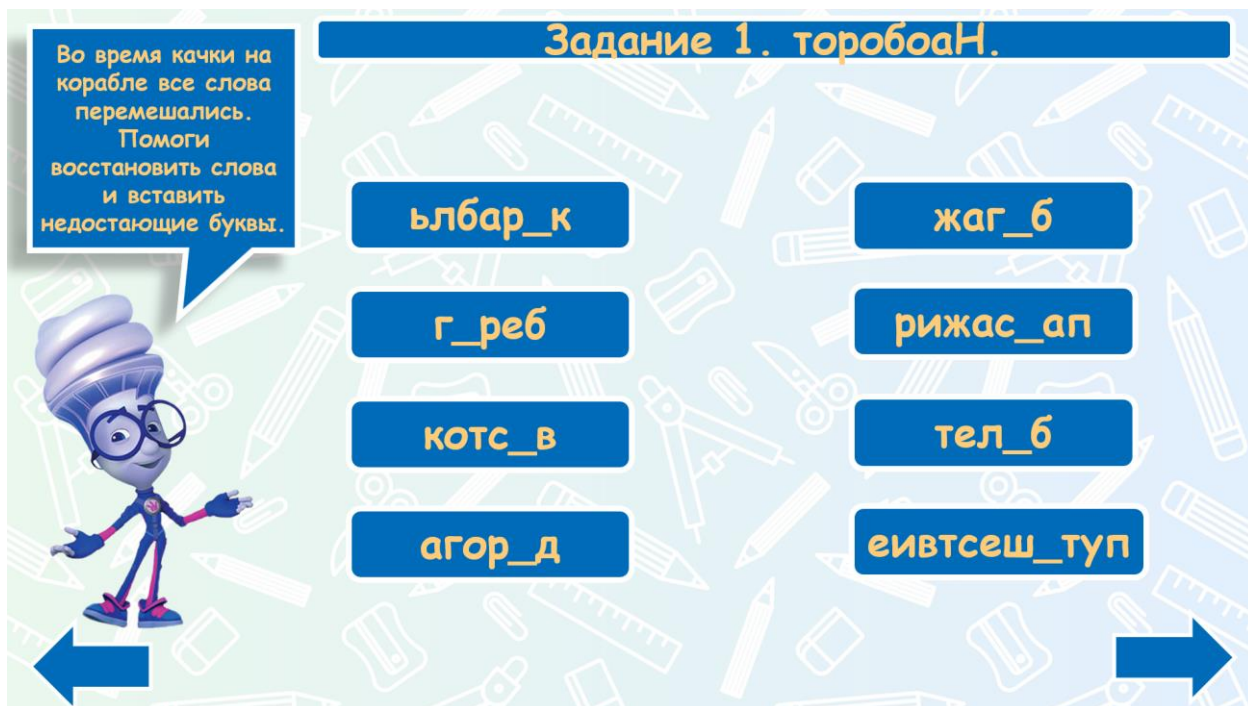 Задание 1. торобоаН.
Во время качки на
корабле все слова
перемешались.
Помоги
восстановить слова
и вставить
недостающие буквы.
ьлбар_к
г_реб
котс_в
агор_д
жаг_б
рижас_ап
тел_б
еивтсеш_туп